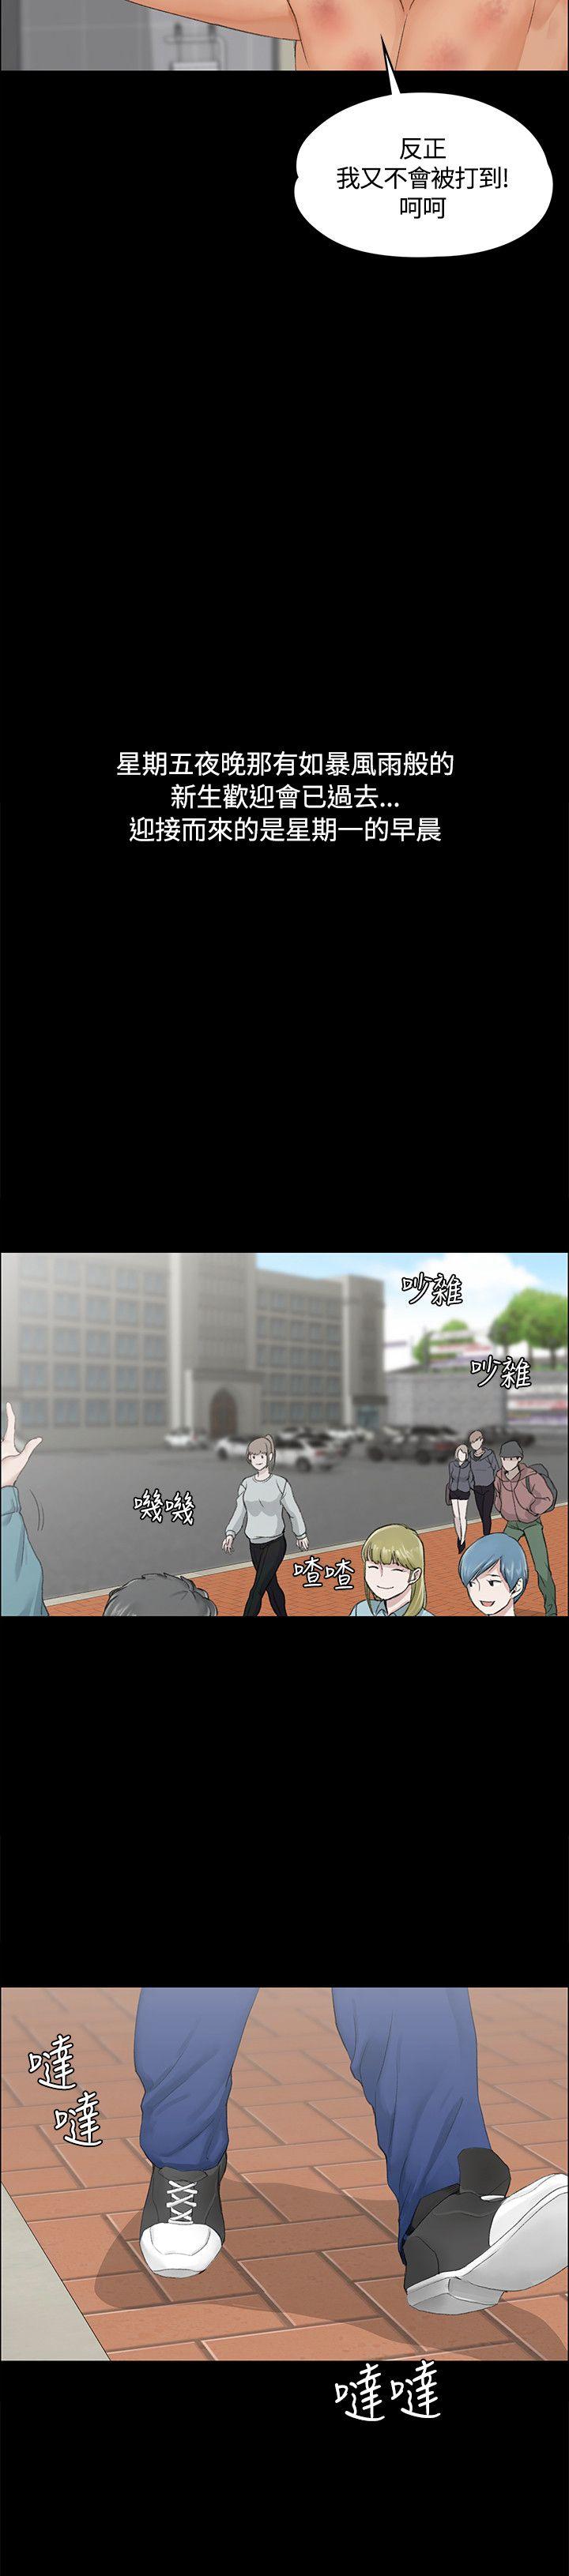 反正
我又不會被打到!
呵呵
星期五夜晚那有如暴風雨般的
新生歡迎會已過去...
迎接而來的是星期一的早晨
吵雜
吵雜
嘰嘰
喳喳
噠
噠
噠噠